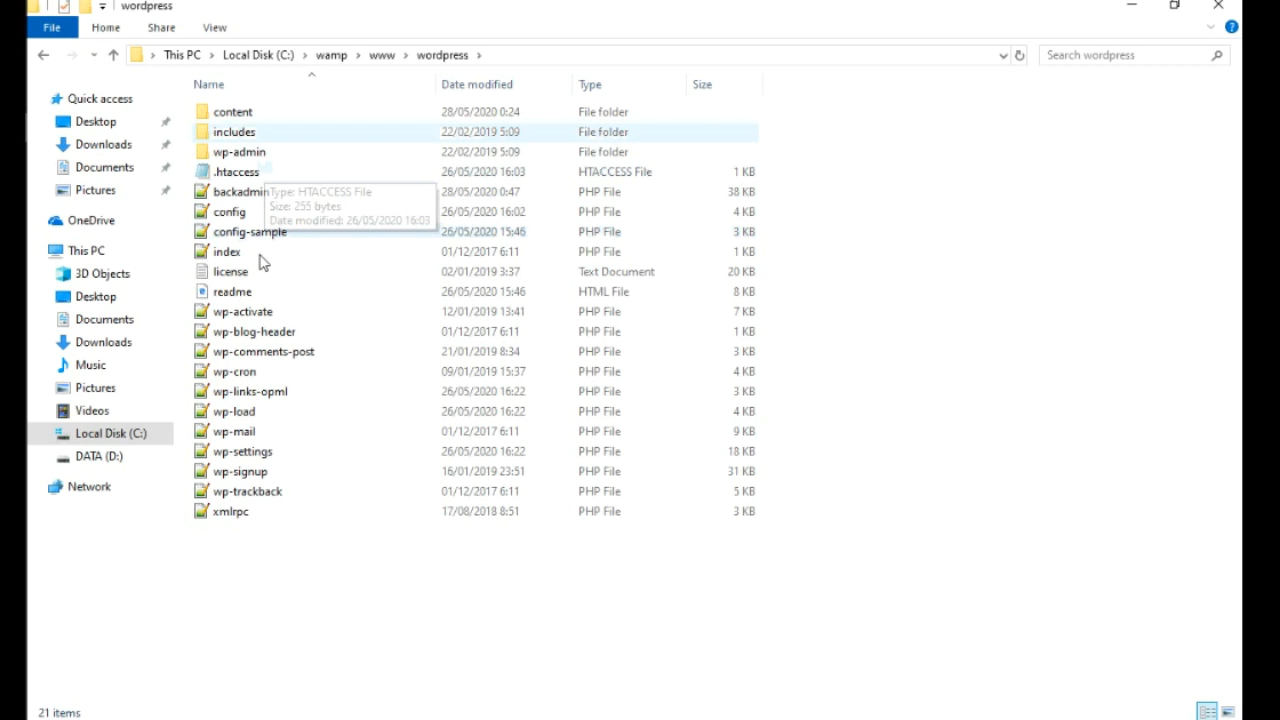 wordpress
File Home Share View
This PC Local Disk (C:) wamp www wordpress Search wordpress
Name Date modified Type Size
Quick access
Desktop
Downloads
Documents
Pictures
OneDrive
This PC
3D Objects
Desktop
Documents
Downloads
Music
Pictures
Videos
Local Disk (C:)
DATA (D:)
Network
content 28/05/2020 0:24 File folder
includes 22/02/2019 5:09 File folder
wp-admin 22/02/2019 5:09 File folder
.htaccess 26/05/2020 16:03 HTACCESS File 1 KB
backadmin 28/05/2020 0:47 PHP File 38 KB
Type: HTACCESS File
Size: 255 bytes
Date modified: 26/05/2020 16:03
config 26/05/2020 16:02 PHP File 4 KB
config-sample 26/05/2020 15:46 PHP File 3 KB
index 01/12/2017 6:11 PHP File 1 KB
license 02/01/2019 3:37 Text Document 20 KB
readme 26/05/2020 15:46 HTML File 8 KB
wp-activate 12/01/2019 13:41 PHP File 7 KB
wp-blog-header 01/12/2017 6:11 PHP File 1 KB
wp-comments-post 21/01/2019 8:34 PHP File 3 KB
wp-cron 09/01/2019 15:37 PHP File 4 KB
wp-links-opml 26/05/2020 16:22 PHP File 3 KB
wp-load 26/05/2020 16:22 PHP File 4 KB
wp-mail 01/12/2017 6:11 PHP File 9 KB
wp-settings 26/05/2020 16:22 PHP File 18 KB
wp-signup 16/01/2019 23:51 PHP File 31 KB
wp-trackback 01/12/2017 6:11 PHP File 5 KB
xmlrpc 17/08/2018 8:51 PHP File 3 KB
21 items